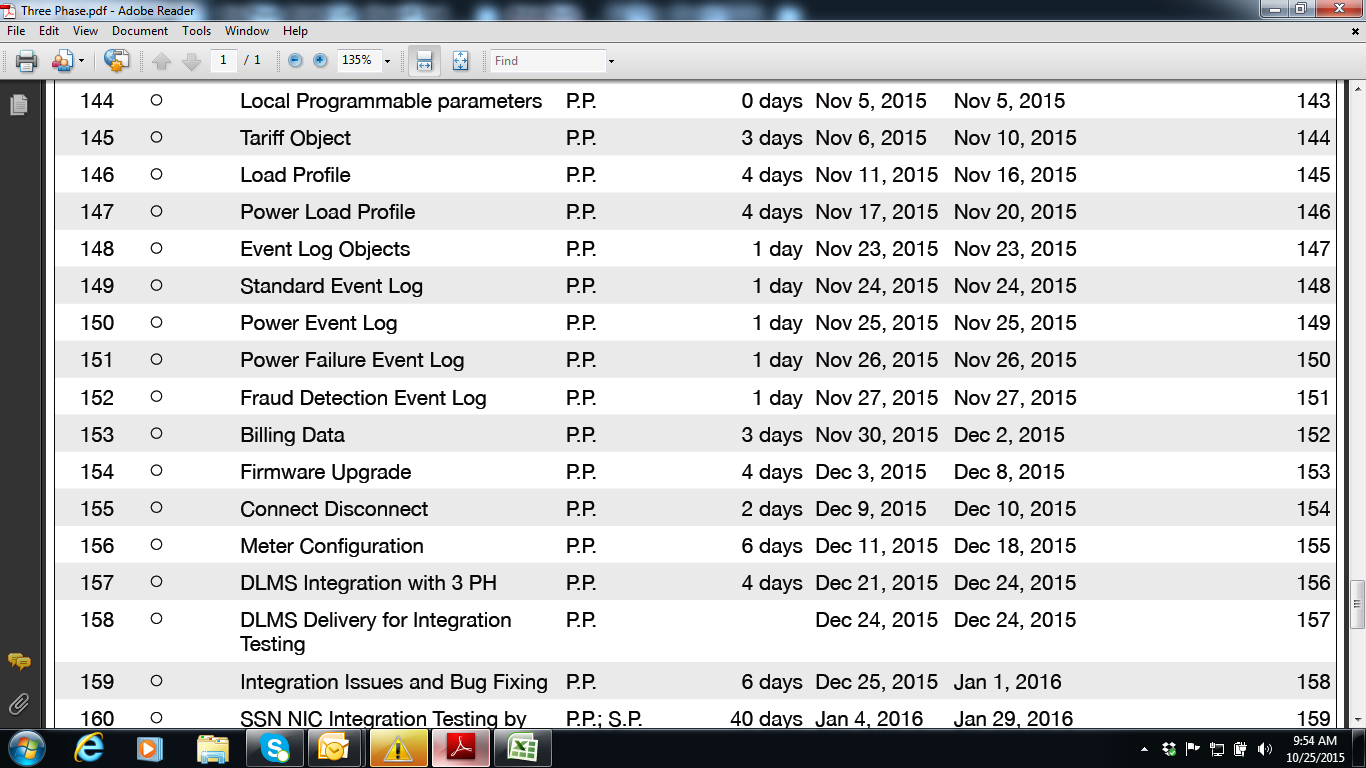 Three Phase.pdf - Adobe Reader
File Edit View Document Tools Window Help
1 / 1 135% Find
144 Local Programmable parameters P.P. 0 days Nov 5, 2015 Nov 5, 2015 143
145 Tariff Object P.P. 3 days Nov 6, 2015 Nov 10, 2015 144
146 Load Profile P.P. 4 days Nov 11, 2015 Nov 16, 2015 145
147 Power Load Profile P.P. 4 days Nov 17, 2015 Nov 20, 2015 146
148 Event Log Objects P.P. 1 day Nov 23, 2015 Nov 23, 2015 147
149 Standard Event Log P.P. 1 day Nov 24, 2015 Nov 24, 2015 148
150 Power Event Log P.P. 1 day Nov 25, 2015 Nov 25, 2015 149
151 Power Failure Event Log P.P. 1 day Nov 26, 2015 Nov 26, 2015 150
152 Fraud Detection Event Log P.P. 1 day Nov 27, 2015 Nov 27, 2015 151
153 Billing Data P.P. 3 days Nov 30, 2015 Dec 2, 2015 152
154 Firmware Upgrade P.P. 4 days Dec 3, 2015 Dec 8, 2015 153
155 Connect Disconnect P.P. 2 days Dec 9, 2015 Dec 10, 2015 154
156 Meter Configuration P.P. 6 days Dec 11, 2015 Dec 18, 2015 155
157 DLMS Integration with 3 PH P.P. 4 days Dec 21, 2015 Dec 24, 2015 156
158 DLMS Delivery for Integration P.P. Dec 24, 2015 Dec 24, 2015 157
Testing
159 Integration Issues and Bug Fixing P.P. 6 days Dec 25, 2015 Jan 1, 2016 158
160 SSN NIC Integration Testing by P.P.; S.P. 40 days Jan 4, 2016 Jan 29, 2016 159
9:54 AM
10/25/2015